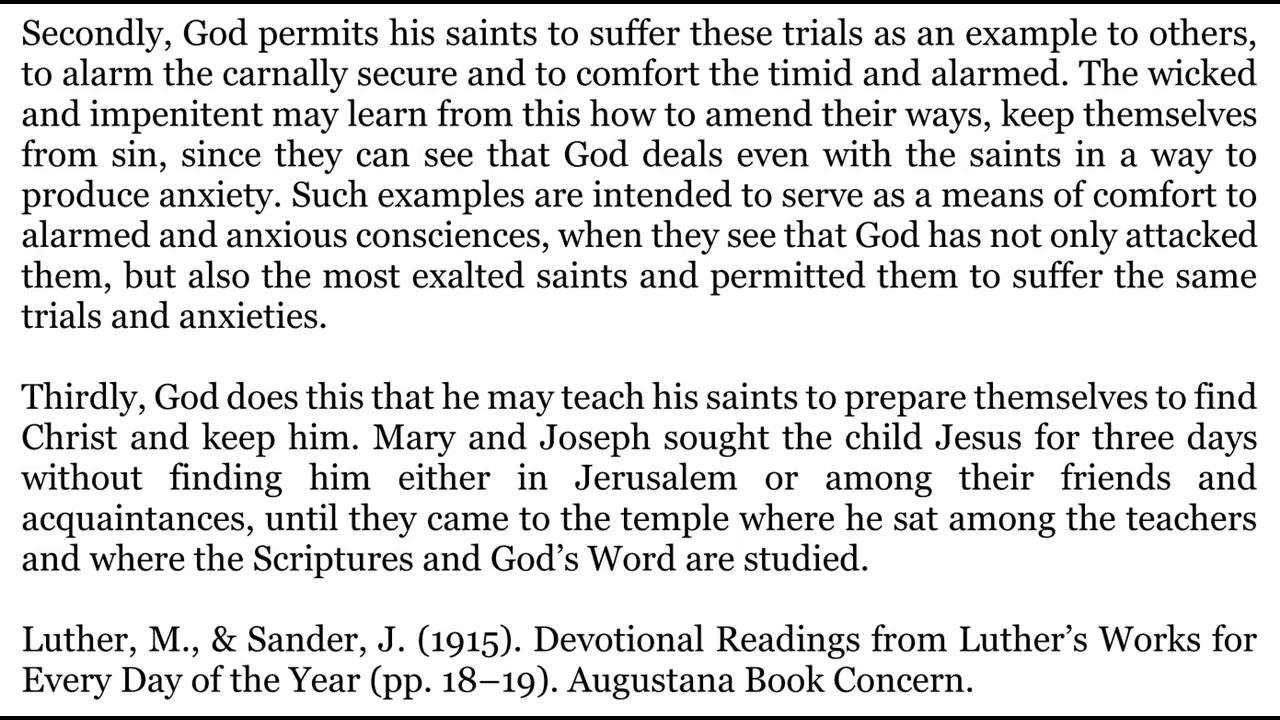 Secondly, God permits his saints to suffer these trials as an example to others,
to alarm the carnally secure and to comfort the timid and alarmed. The wicked
and impenitent may learn from this how to amend their ways, keep themselves
from sin, since they can see that God deals even with the saints in a way to
produce anxiety. Such examples are intended to serve as a means of comfort to
alarmed and anxious consciences, when they see that God has not only attacked
them, but also the most exalted saints and permitted them to suffer the same
trials and anxieties.
Thirdly, God does this that he may teach his saints to prepare themselves to find
Christ and keep him. Mary and Joseph sought the child Jesus for three days
without finding him either in Jerusalem or among their friends and
acquaintances, until they came to the temple where he sat among the teachers
and where the Scriptures and God’s Word are studied.
Luther, M., & Sander, J. (1915). Devotional Readings from Luther’s Works for
Every Day of the Year (pp. 18–19). Augustana Book Concern.